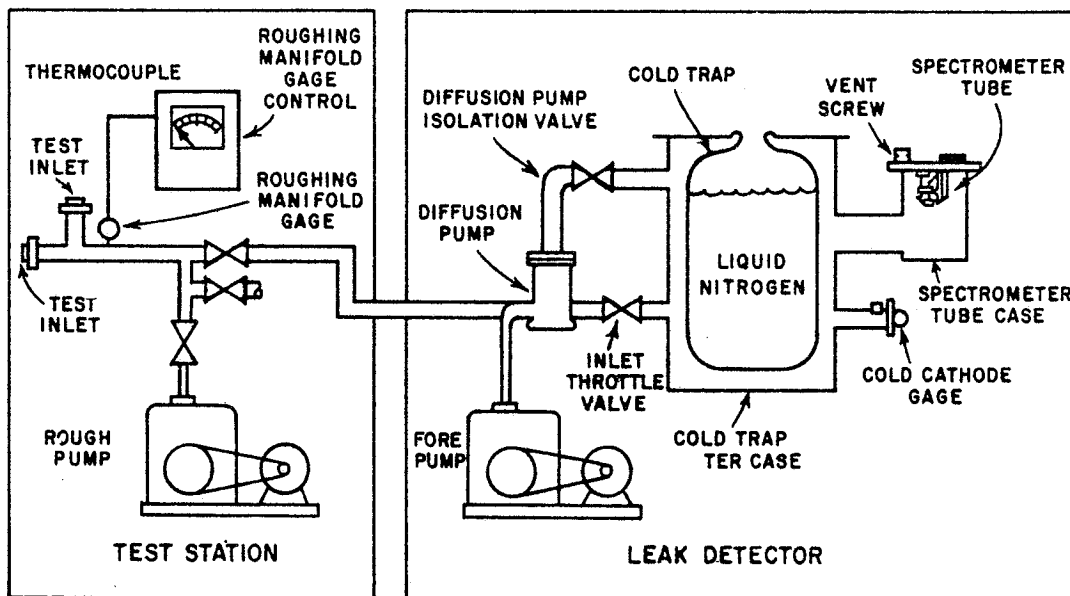 ROUGHING
MANIFOLD
GAGE
CONTROL
THERMOCOUPLE
TEST
INLET
ROUGHING
MANIFOLD
GAGE
TEST
INLET
ROUGH
PUMP
TEST STATION
COLD TRAP
SPECTROMETER
TUBE
VENT
SCREW
DIFFUSION PUMP
ISOLATION VALVE
DIFFUSION
PUMP
LIQUID
NITROGEN
SPECTROMETER
TUBE CASE
INLET
THROTTLE
VALVE
COLD CATHODE
GAGE
FORE
PUMP
COLD TRAP
TER CASE
LEAK DETECTOR